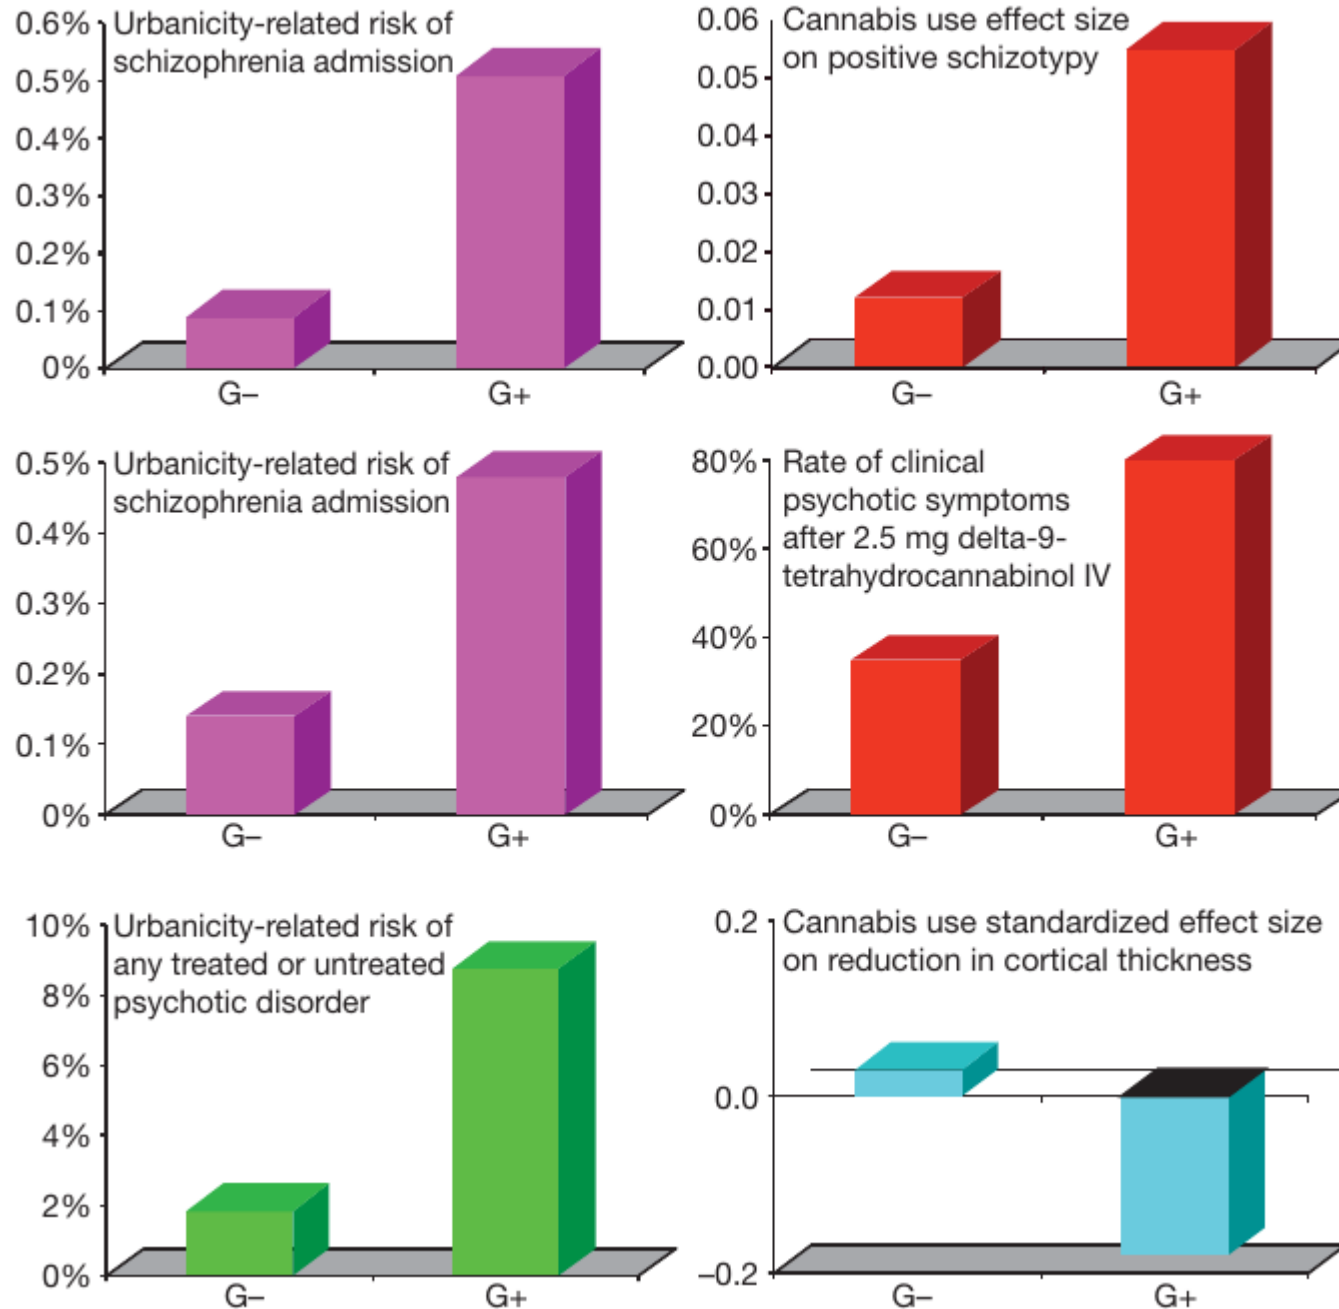 0.6%
Urbanicity-related risk of
schizophrenia admission
0.5%
0.4%
0.3%
0.2%
0.1%
0%
G–
G+
0.06
Cannabis use effect size
on positive schizotypy
0.05
0.04
0.03
0.02
0.01
0.00
G–
G+
0.5%
Urbanicity-related risk of
schizophrenia admission
0.4%
0.3%
0.2%
0.1%
0%
G–
G+
80%
Rate of clinical
psychotic symptoms
after 2.5 mg delta-9-
tetrahydrocannabinol IV
60%
40%
20%
0%
G–
G+
10%
Urbanicity-related risk of
any treated or untreated
psychotic disorder
8%
6%
4%
2%
0%
G–
G+
0.2
Cannabis use standardized effect size
on reduction in cortical thickness
0.0
–0.2
G–
G+